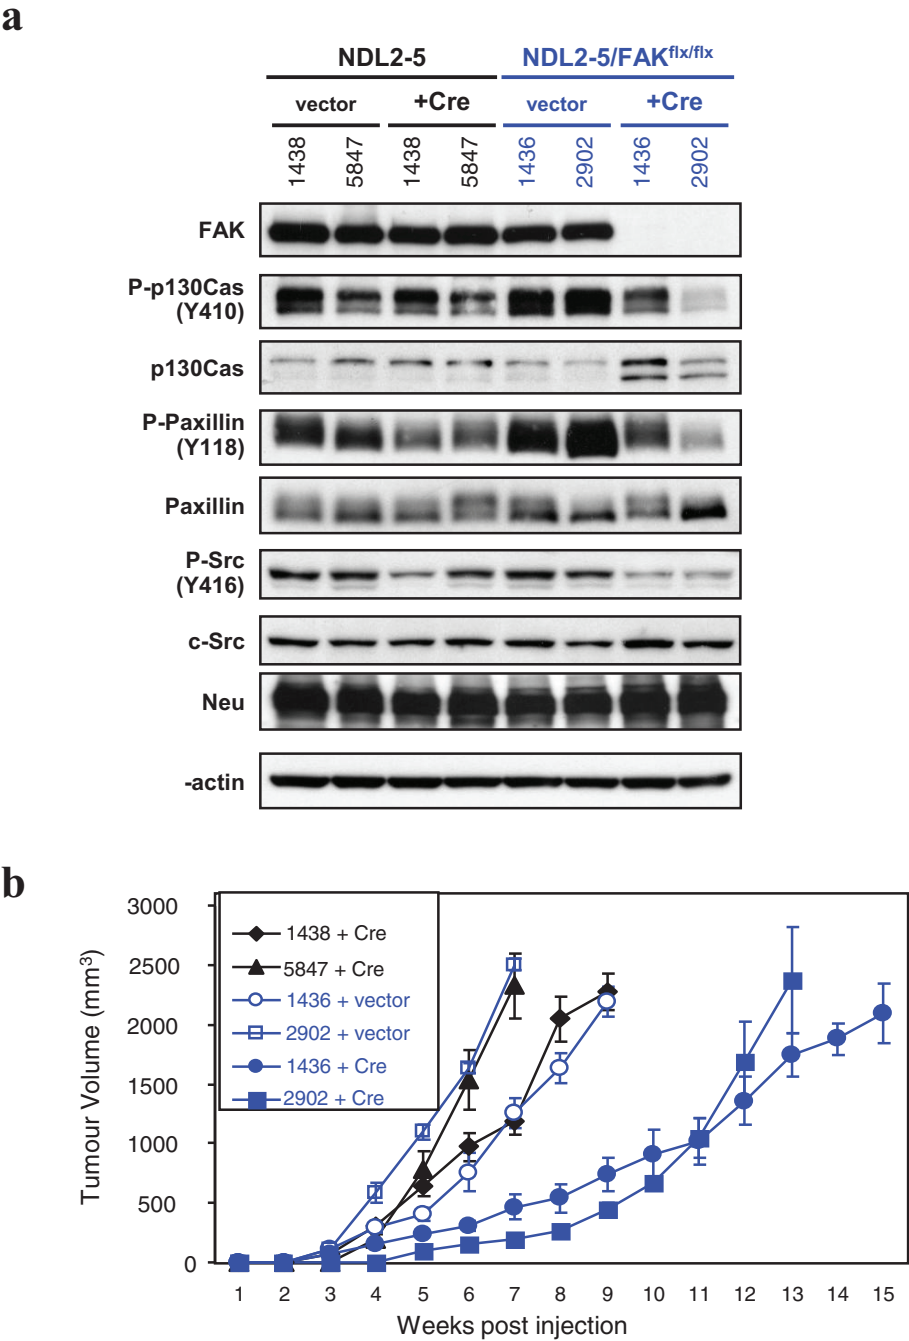 a
NDL2-5 NDL2-5/FAKflx/flx
vector +Cre vector +Cre
1438 5847 1438 5847 1436 2902 1436 2902
FAK
P-p130Cas
(Y410)
p130Cas
P-Paxillin
(Y118)
Paxillin
P-Src
(Y416)
c-Src
Neu
-actin
b
Tumour Volume (mm3)
3000
2500
2000
1500
1000
500
0
1438 + Cre
5847 + Cre
1436 + vector
2902 + vector
1436 + Cre
2902 + Cre
1 2 3 4 5 6 7 8 9 10 11 12 13 14 15
Weeks post injection